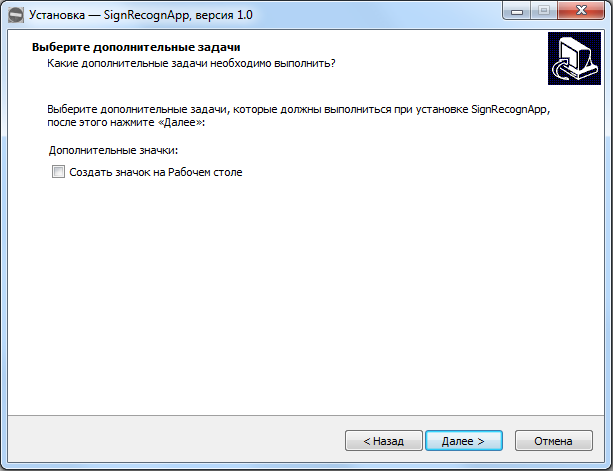 Установка — SignRecognApp, версия 1.0
Выберите дополнительные задачи
Какие дополнительные задачи необходимо выполнить?
Выберите дополнительные задачи, которые должны выполниться при установке SignRecognApp,
после этого нажмите «Далее»:
Дополнительные значки:
Создать значок на Рабочем столе
< Назад
Далее >
Отмена